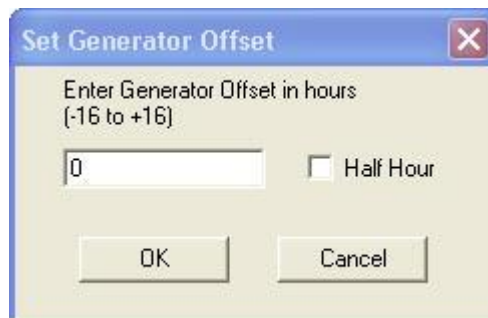 Set Generator Offset
Enter Generator Offset in hours
(-16 to +16)
0
Half Hour
OK
Cancel